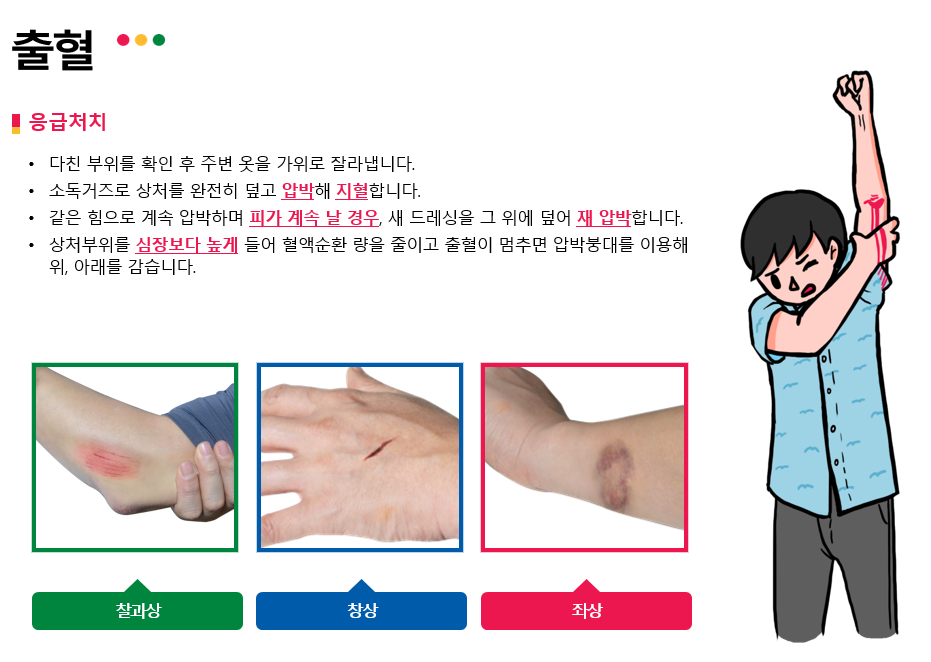 출혈
응급처치
• 다친 부위를 확인 후 주변 옷을 가위로 잘라냅니다.
• 소독거즈로 상처를 완전히 덮고 압박해 지혈합니다.
• 같은 힘으로 계속 압박하며 피가 계속 날 경우, 새 드레싱을 그 위에 덮어 재 압박합니다.
• 상처부위를 심장보다 높게 들어 혈액순환 량을 줄이고 출혈이 멈추면 압박붕대를 이용해
위, 아래를 감습니다.
찰과상
창상
좌상